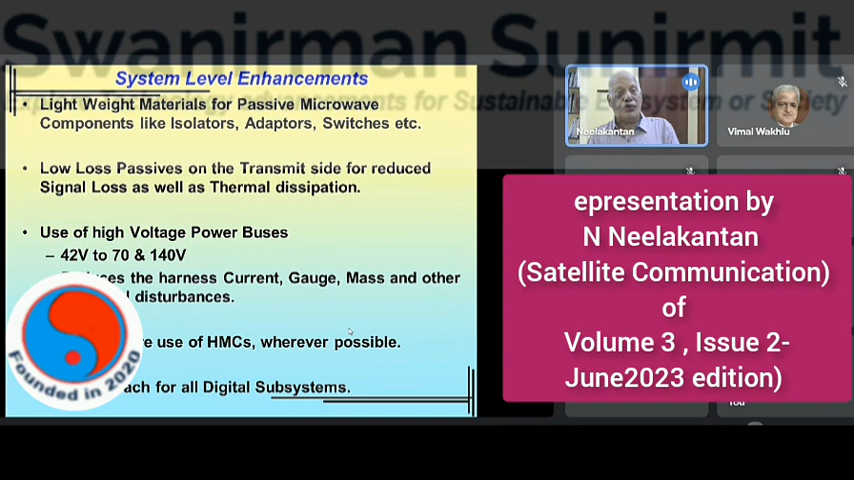 Swanirman Sunirmit
System Level Enhancements
• Light Weight Materials for Passive Microwave
Components like Isolators, Adaptors, Switches etc.
• Low Loss Passives on the Transmit side for reduced
Signal Loss as well as Thermal dissipation.
• Use of high Voltage Power Buses
– 42V to 70 & 140V
the harness Current, Gauge, Mass and other
disturbances.
use of HMCs, wherever possible.
for all Digital Subsystems.
Founded in 2020
Neelakantan
Vimal Wakhlu
epresentation by
N Neelakantan
(Satellite Communication)
of
Volume 3 , Issue 2-
June2023 edition)
You